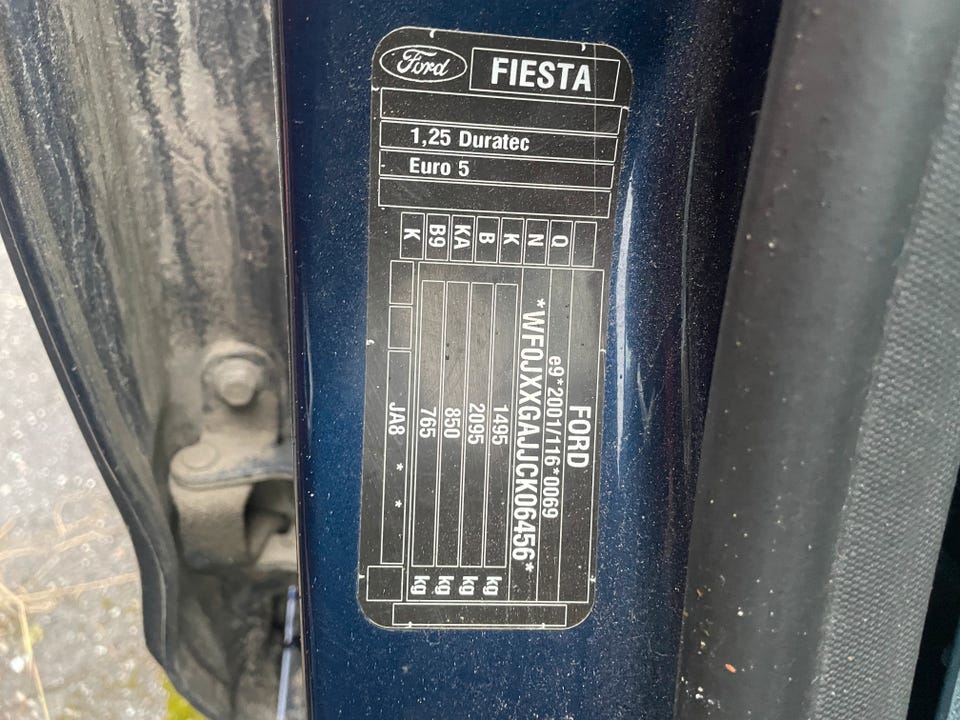 Ford
FIESTA
1,25 Duratec
Euro 5
K B9 KA B K N Q
FORD
e9*2001/116*0069
*WF0JXXGAJJCK06456*
1495 kg
2095 kg
850 kg
765 kg
JA8 * *